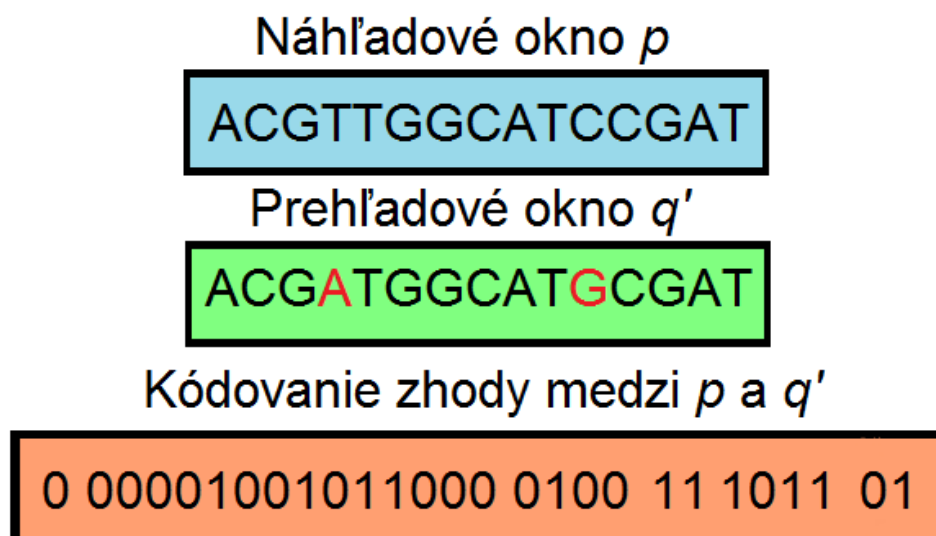 Náhľadové okno p
ACGTTGGCATCCGAT
Prehľadové okno q'
ACGATGGCATGCGAT
Kódovanie zhody medzi p a q'
0 00001001011000 0100 11 1011 01